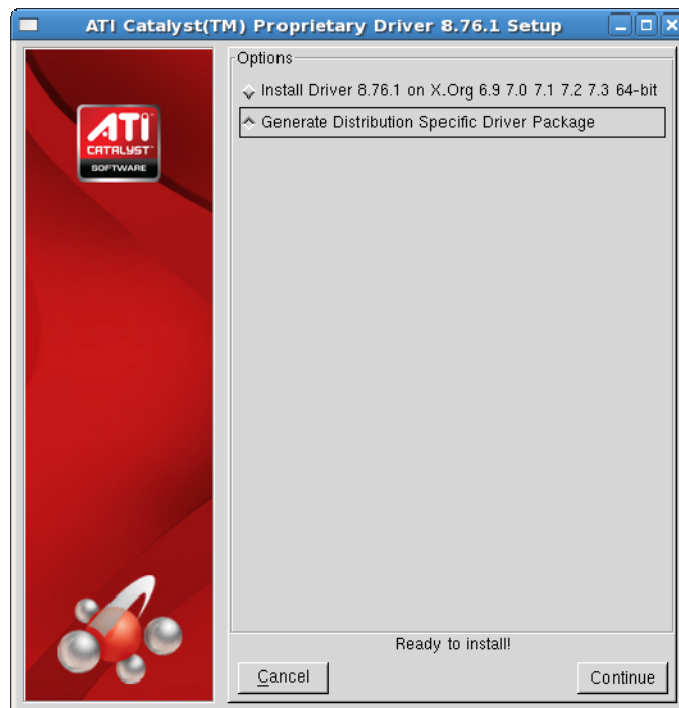 ATI Catalyst(TM) Proprietary Driver 8.76.1 Setup
ATI
CATALYST™
SOFTWARE
Options
Install Driver 8.76.1 on X.Org 6.9 7.0 7.1 7.2 7.3 64-bit
Generate Distribution Specific Driver Package
Ready to install!
Cancel
Continue